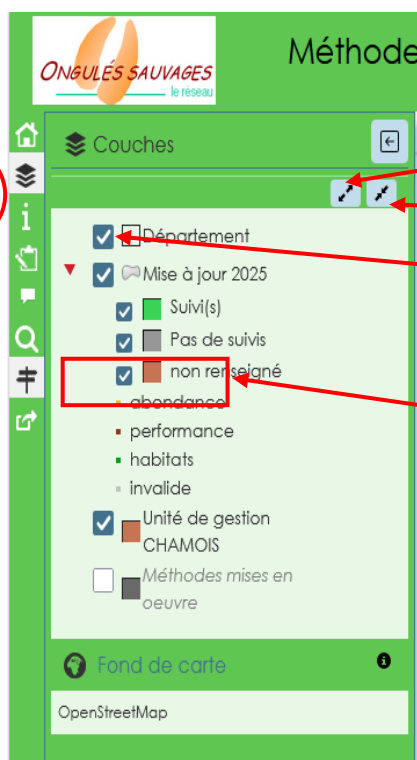 ONGULÉS SAUVAGES
le réseau
Méthode
Couches
Département
Mise à jour 2025
Suivi(s)
Pas de suivis
non renseigné
abondance
performance
habitats
invalide
Unité de gestion
CHAMOIS
Méthodes mises en
oeuvre
Fond de carte
OpenStreetMap